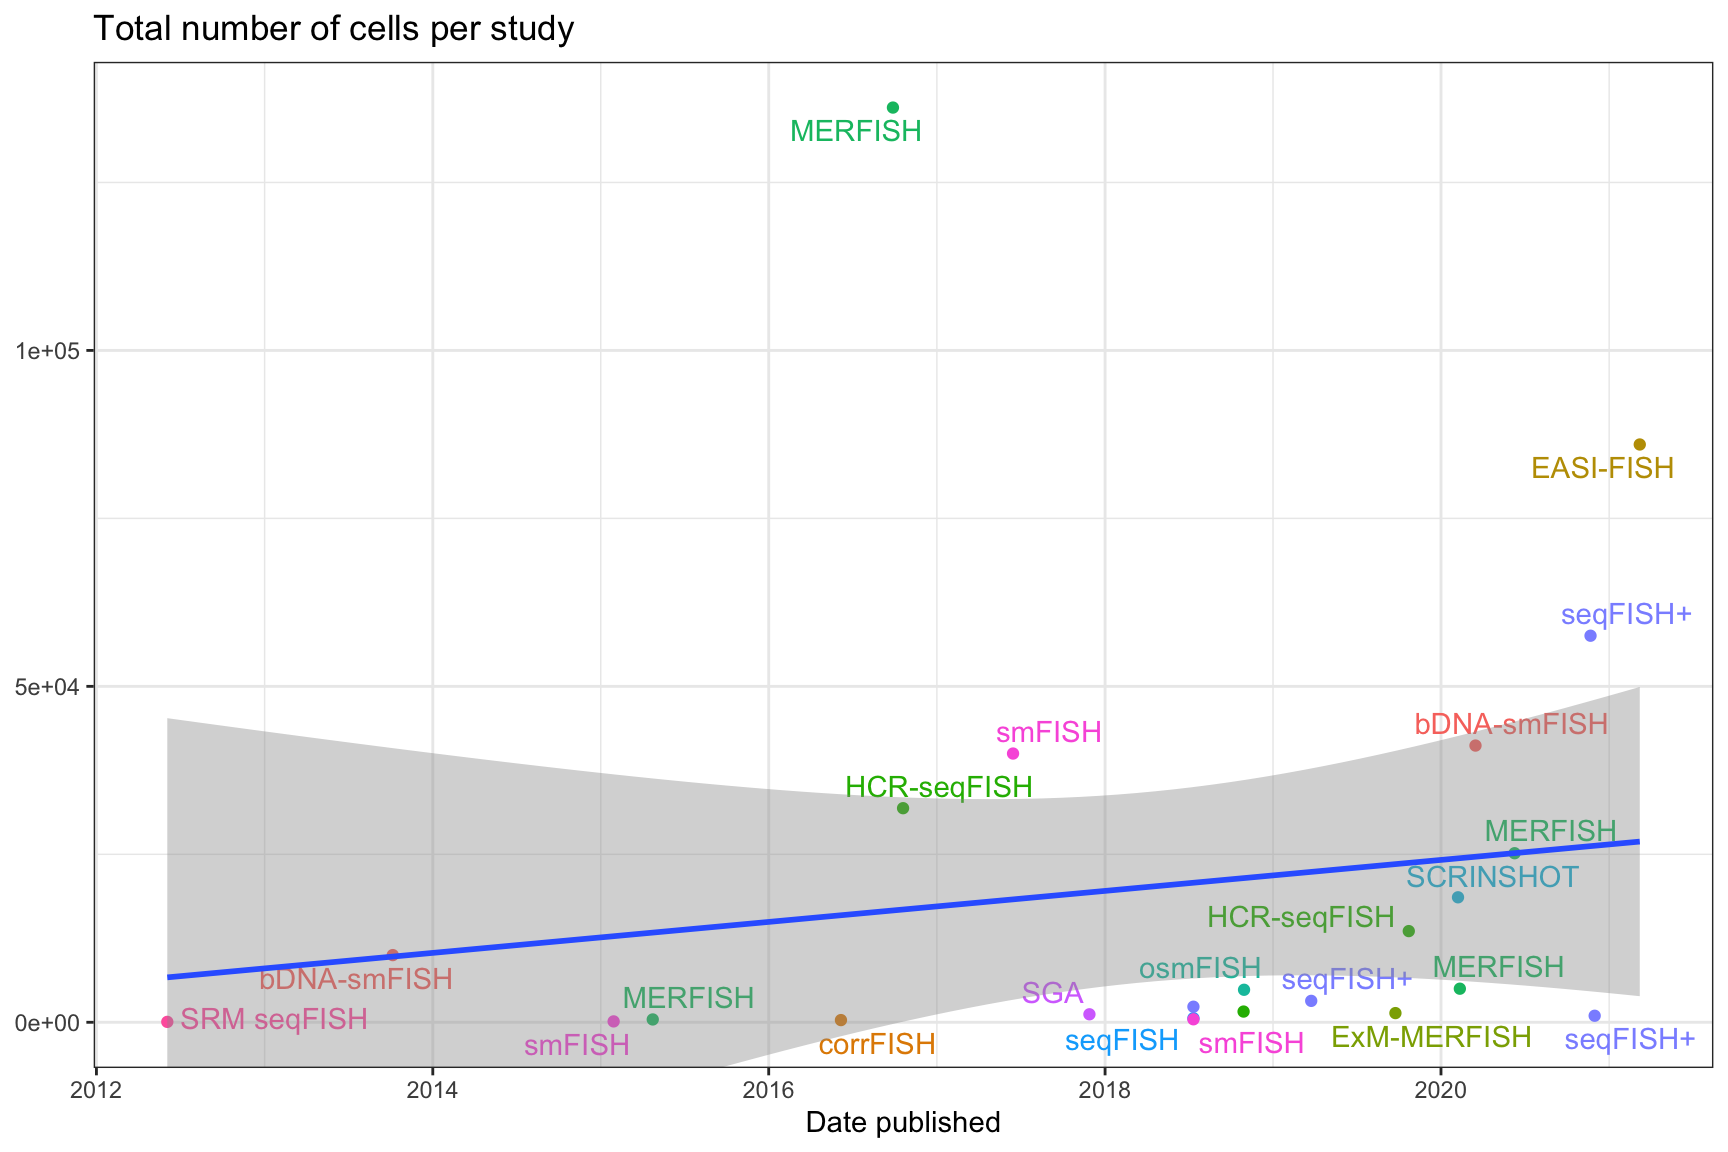 Total number of cells per study
MERFISH
1e+05
EASI-FISH
seqFISH+
5e+04
bDNA-smFISH
smFISH
HCR-seqFISH
MERFISH
SCRINSHOT
HCR-seqFISH
osmFISH
MERFISH
bDNA-smFISH
seqFISH+
SGA
MERFISH
0e+00
SRM seqFISH
smFISH
corrFISH
seqFISH
smFISH
ExM-MERFISH
seqFISH+
2012 2014 2016 2018 2020
Date published